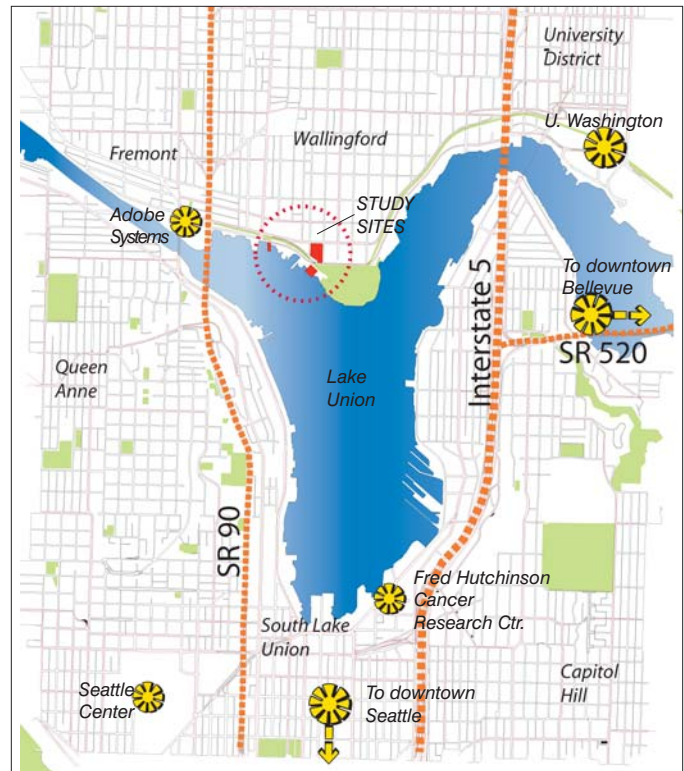 University
District
U. Washington
Wallingford
Fremont
STUDY
SITES
Adobe
Systems
To downtown
Bellevue
Interstate 5
SR 520
Queen
Anne
Lake
Union
SR 90
Fred Hutchinson
Cancer
Research Ctr.
South Lake
Union
Capitol
Hill
Seattle
Center
To downtown
Seattle